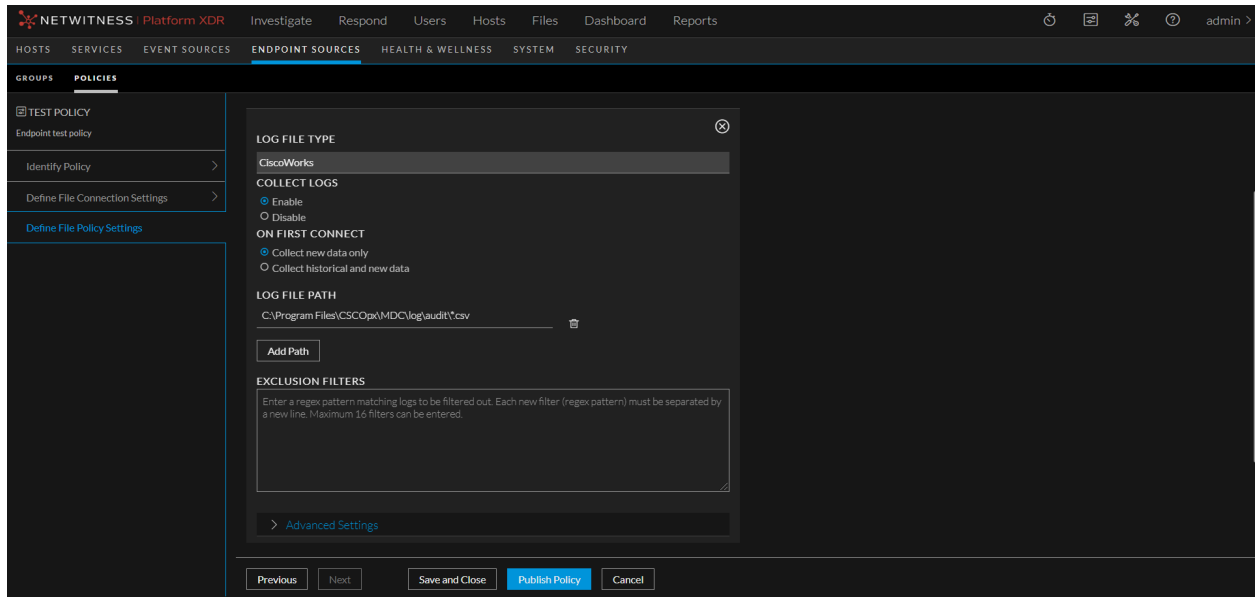 NETWITNESS Platform XDR Investigate Respond Users Hosts Files Dashboard Reports admin >
HOSTS SERVICES EVENT SOURCES ENDPOINT SOURCES HEALTH & WELLNESS SYSTEM SECURITY
GROUPS POLICIES
TEST POLICY
Endpoint test policy
Identify Policy
Define File Connection Settings
Define File Policy Settings
LOG FILE TYPE
CiscoWorks
COLLECT LOGS
Enable
Disable
ON FIRST CONNECT
Collect new data only
Collect historical and new data
LOG FILE PATH
C:\Program Files\CSCOpx\MDC\log\audit\*.csv
Add Path
EXCLUSION FILTERS
Enter a regex pattern matching logs to be filtered out. Each new filter (regex pattern) must be separated by
a new line. Maximum 16 filters can be entered.
Advanced Settings
Previous Next Save and Close Publish Policy Cancel